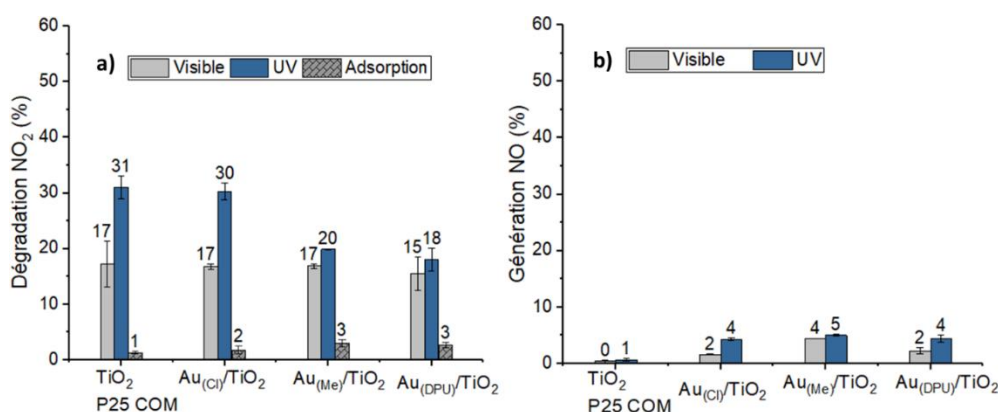 a)
Visible UV Adsorption
Dégradation NO2 (%)
60
50
40
30
20
10
0
17 31 1
17 30 2
17 20 3
15 18 3
TiO2
P25 COM
Au(Cl)/TiO2
Au(Me)/TiO2
Au(DPU)/TiO2
b)
Visible UV
Génération NO (%)
60
50
40
30
20
10
0
0 1
2 4
4 5
2 4
TiO2
P25 COM
Au(Cl)/TiO2
Au(Me)/TiO2
Au(DPU)/TiO2